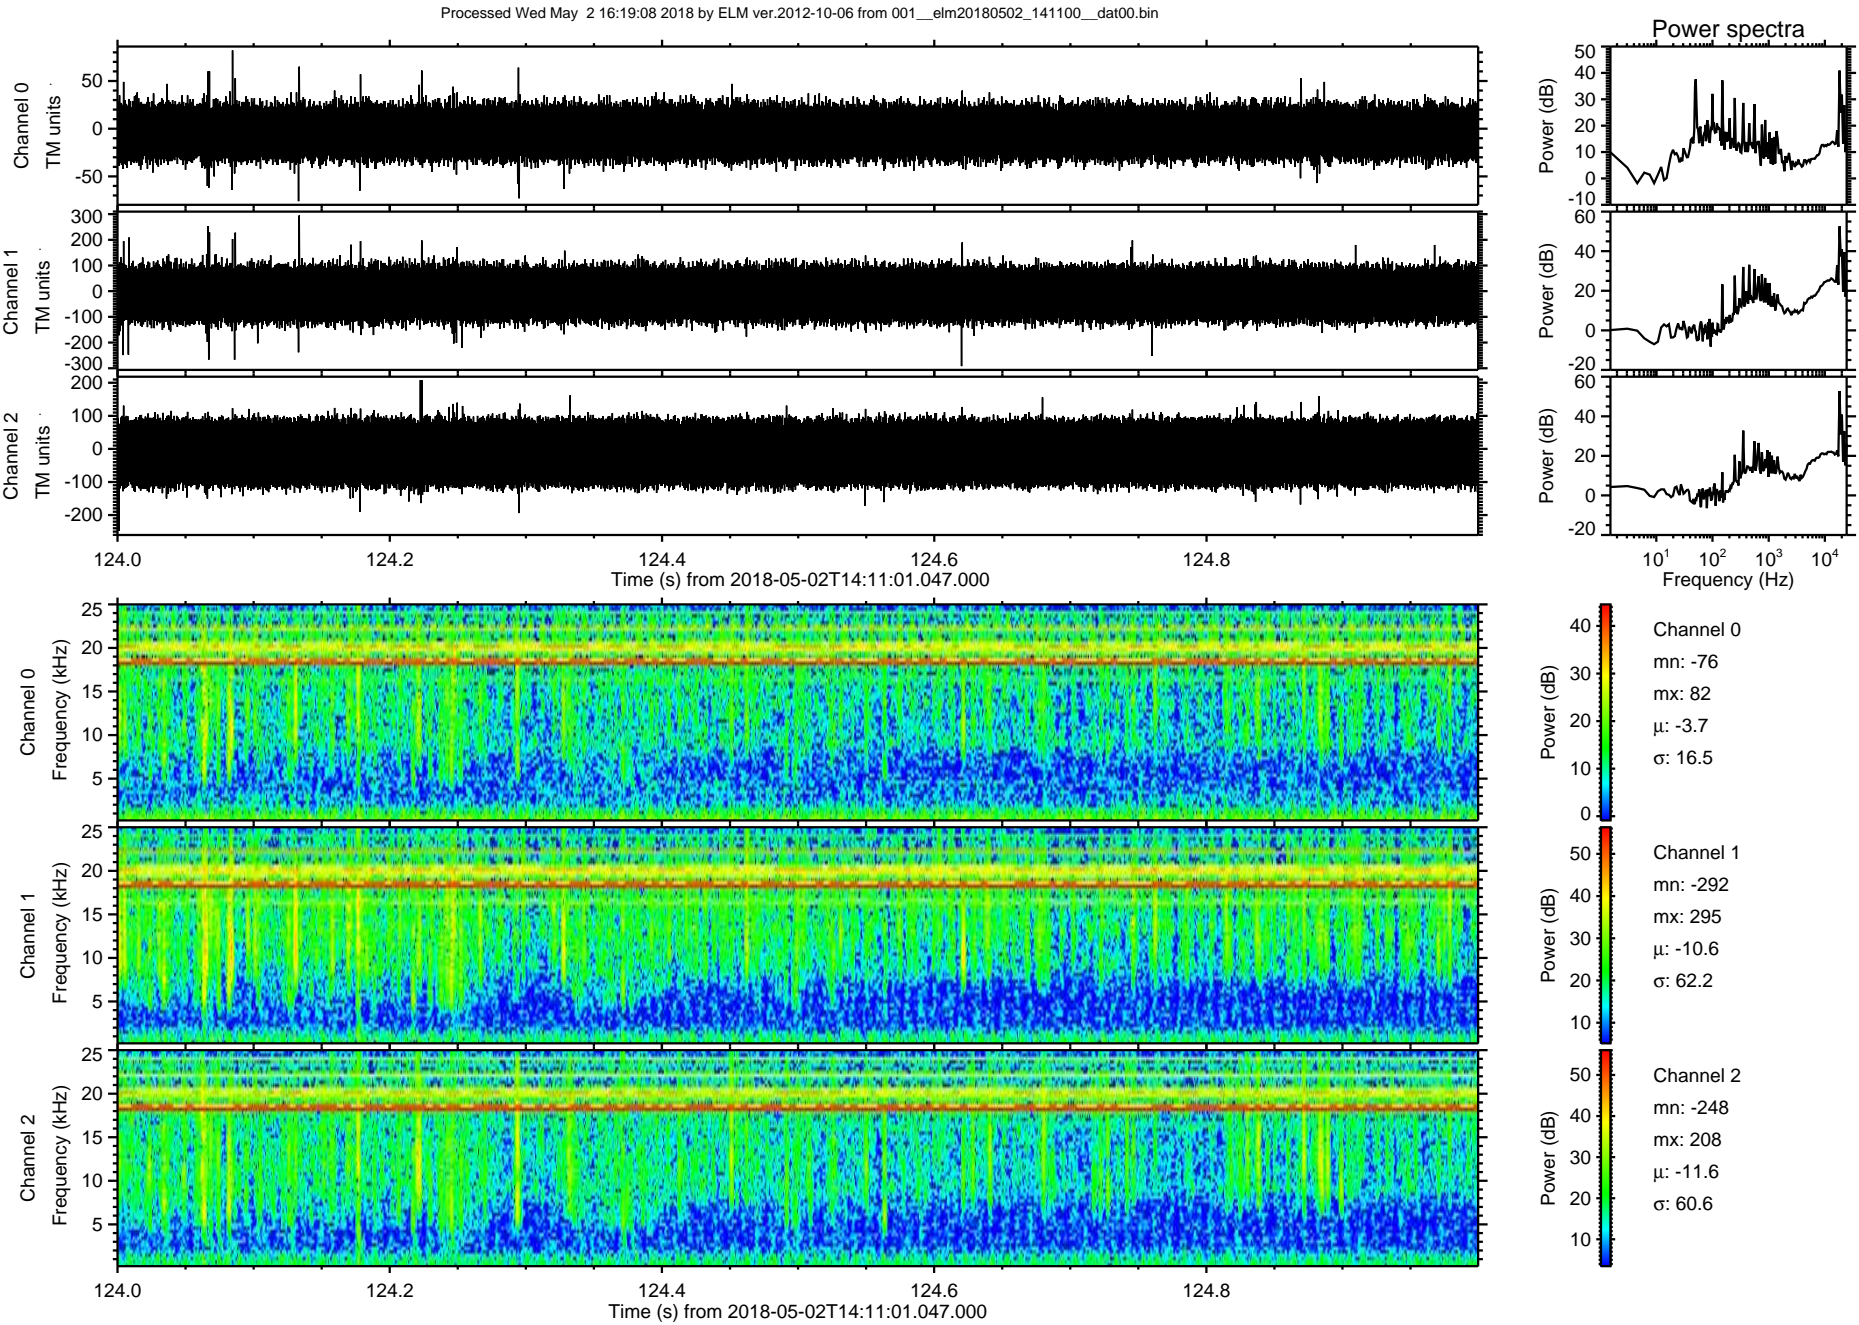 Processed Wed May  2 16:19:08 2018 by ELM ver.2012-10-06 from 001__elm20180502_141100__dat00.bin
Power spectra
Channel 0
TM units
50
0
-50
Power (dB)
50
40
30
20
10
0
-10
Channel 1
TM units
300
200
100
0
-100
-200
-300
Power (dB)
60
40
20
0
-20
Channel 2
TM units
200
100
0
-100
-200
Power (dB)
60
40
20
0
-20
124.0 124.2 124.4 124.6 124.8
Time (s) from 2018-05-02T14:11:01.047.000
10¹ 10² 10³ 10⁴
Frequency (Hz)
Channel 0
Frequency (kHz)
25
20
15
10
5
Power (dB)
40
30
20
10
0
Channel 0
mn: -76
mx: 82
μ: -3.7
σ: 16.5
Channel 1
Frequency (kHz)
25
20
15
10
5
Power (dB)
50
40
30
20
10
Channel 1
mn: -292
mx: 295
μ: -10.6
σ: 62.2
Channel 2
Frequency (kHz)
25
20
15
10
5
Power (dB)
50
40
30
20
10
Channel 2
mn: -248
mx: 208
μ: -11.6
σ: 60.6
124.0 124.2 124.4 124.6 124.8
Time (s) from 2018-05-02T14:11:01.047.000